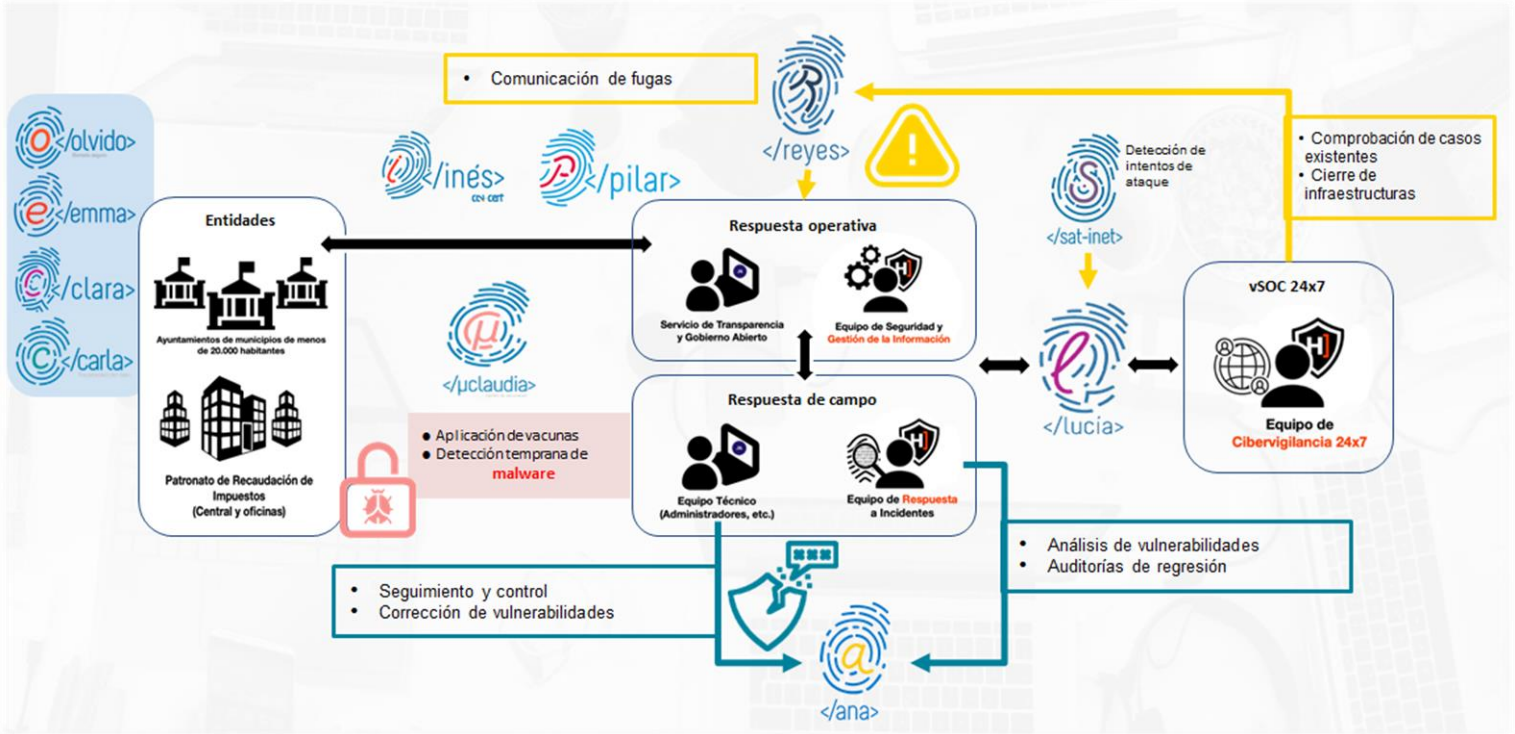 • Comunicación de fugas
</olvido>
</emma>
</clara>
</carla>
</inés>
ccn cert
</pilar>
</reyes>
Detección de
intentos de
ataque
</sat-inet>
• Comprobación de casos
existentes
• Cierre de
infraestructuras
Entidades
Ayuntamientos de municipios de menos
de 20.000 habitantes
Patronato de Recaudación de
Impuestos
(Central y oficinas)
</µclaudia>
● Aplicación de vacunas
● Detección temprana de
malware
Respuesta operativa
Servicio de Transparencia
y Gobierno Abierto
Equipo de Seguridad y
Gestión de la Información
Respuesta de campo
Equipo Técnico
(Administradores, etc.)
Equipo de Respuesta
a Incidentes
</lucía>
vSOC 24x7
Equipo de
Cibervigilancia 24x7
• Seguimiento y control
• Corrección de vulnerabilidades
• Análisis de vulnerabilidades
• Auditorías de regresión
</ana>